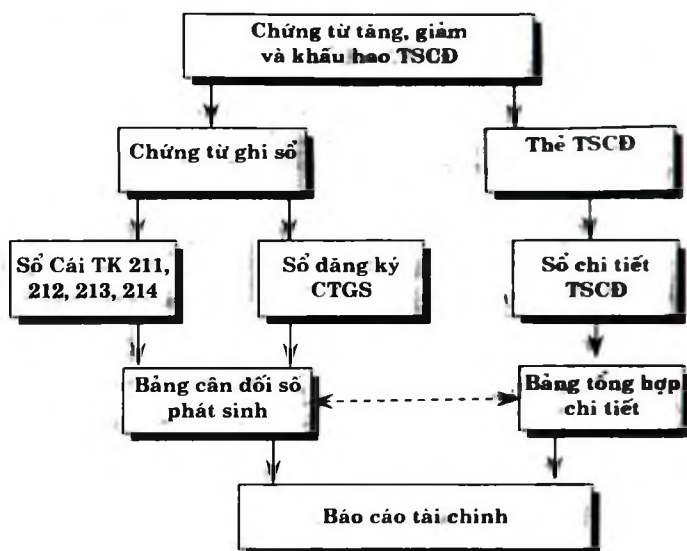 Chứng từ tăng, giảm
và khấu hao TSCĐ
Chứng từ ghi sổ
Thẻ TSCĐ
Sổ Cái TK 211,
212, 213, 214
Sổ đăng ký
CTGS
Sổ chi tiết
TSCĐ
Bảng cân đối số
phát sinh
Bảng tổng hợp
chi tiết
Báo cáo tài chính